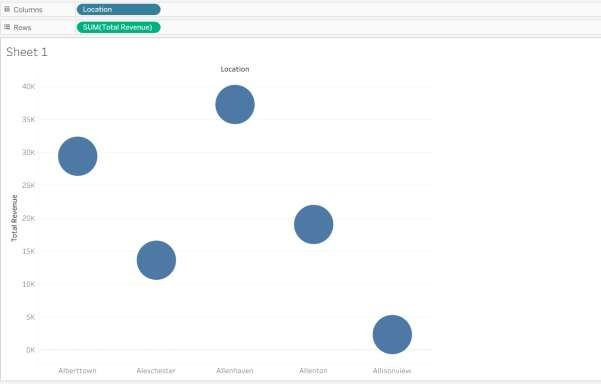 Columns Location
Rows SUM(Total Revenue)
Sheet 1
Location
40K
35K
30K
25K
20K
15K
10K
5K
0K
Total Revenue
Alberttown Aleschester Allenhaven Allenton Allisonview